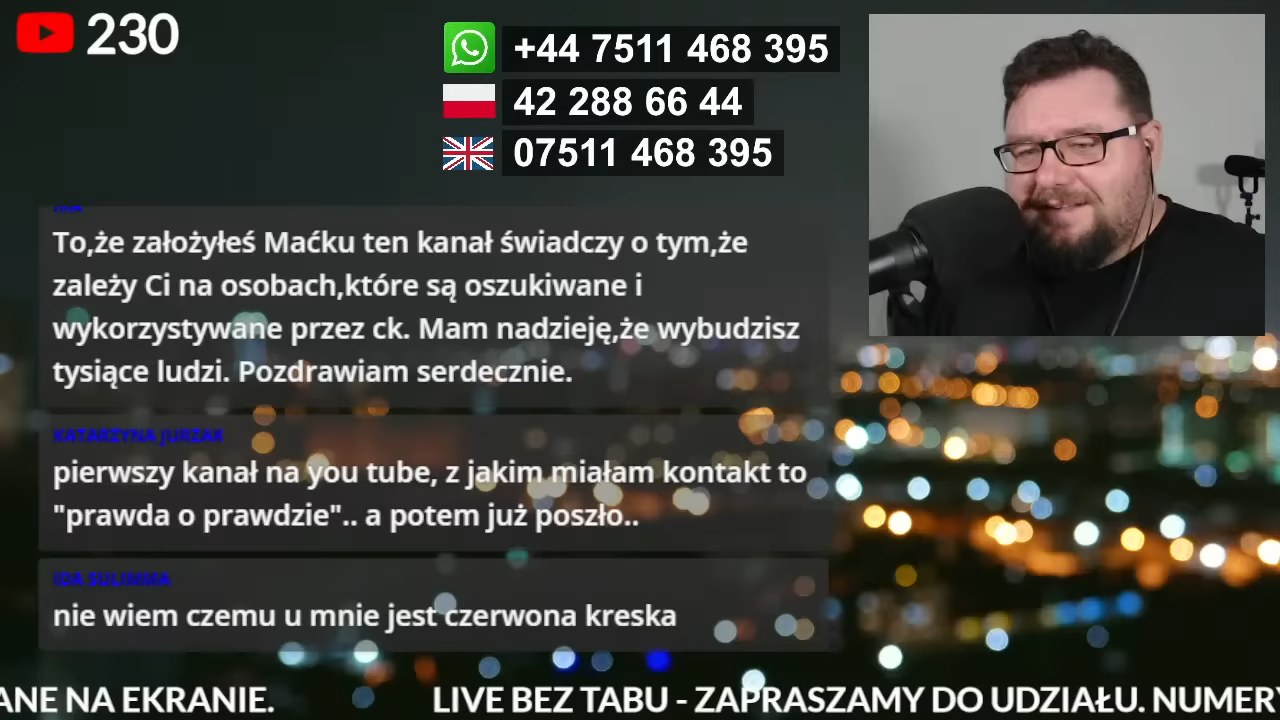 230
+44 7511 468 395
42 288 66 44
07511 468 395
To,że założyłeś Maćku ten kanał świadczy o tym,że
zależy Ci na osobach,które są oszukiwane i
wykorzystywane przez ck. Mam nadzieję,że wybudzisz
tysiące ludzi. Pozdrawiam serdecznie.
KATARZYNA JURZAK
pierwszy kanał na you tube, z jakim miałam kontakt to
"prawda o prawdzie".. a potem już poszło..
IDA SULIMMA
nie wiem czemu u mnie jest czerwona kreska
ANE NA EKRANIE. LIVE BEZ TABU - ZAPRASZAMY DO UDZIAŁU. NUMERY